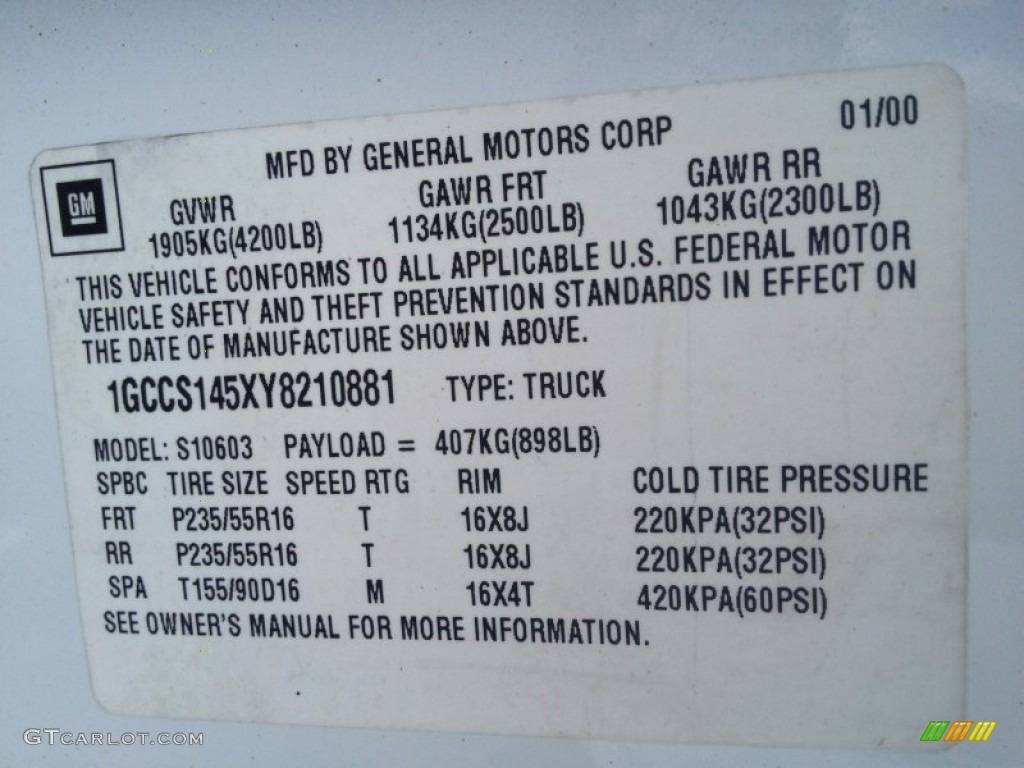 01/00
MFD BY GENERAL MOTORS CORP
GM
GVWR GAWR FRT GAWR RR
1905KG(4200LB) 1134KG(2500LB) 1043KG(2300LB)
THIS VEHICLE CONFORMS TO ALL APPLICABLE U.S. FEDERAL MOTOR
VEHICLE SAFETY AND THEFT PREVENTION STANDARDS IN EFFECT ON
THE DATE OF MANUFACTURE SHOWN ABOVE.
1GCCS145XY8210881 TYPE: TRUCK
MODEL: S10603 PAYLOAD = 407KG(898LB)
SPBC TIRE SIZE SPEED RTG RIM COLD TIRE PRESSURE
FRT P235/55R16 T 16X8J 220KPA(32PSI)
RR P235/55R16 T 16X8J 220KPA(32PSI)
SPA T155/90D16 M 16X4T 420KPA(60PSI)
SEE OWNER'S MANUAL FOR MORE INFORMATION.
GTCARLOT.COM